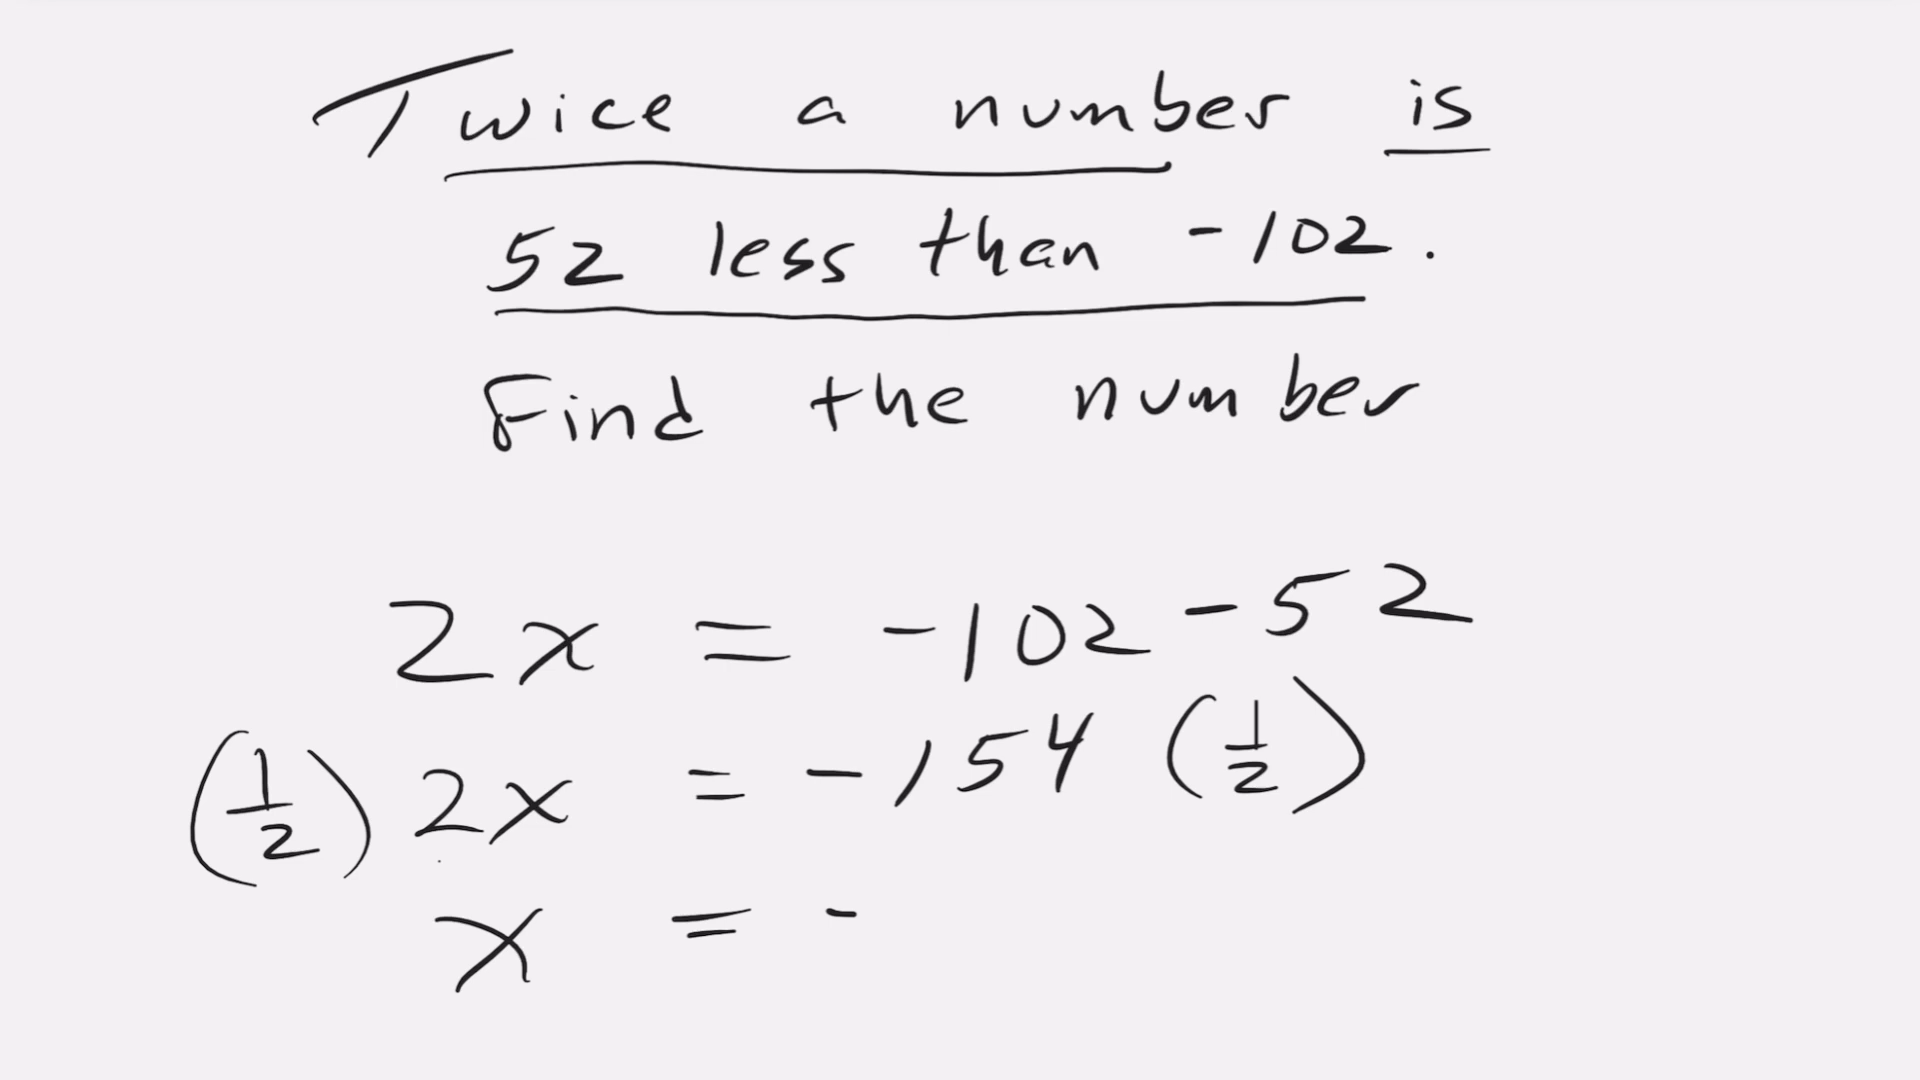 Twice a number is
52 less than -102.
Find the number
2x = -102 - 52
(1/2) 2x = -154 (1/2)
x = -